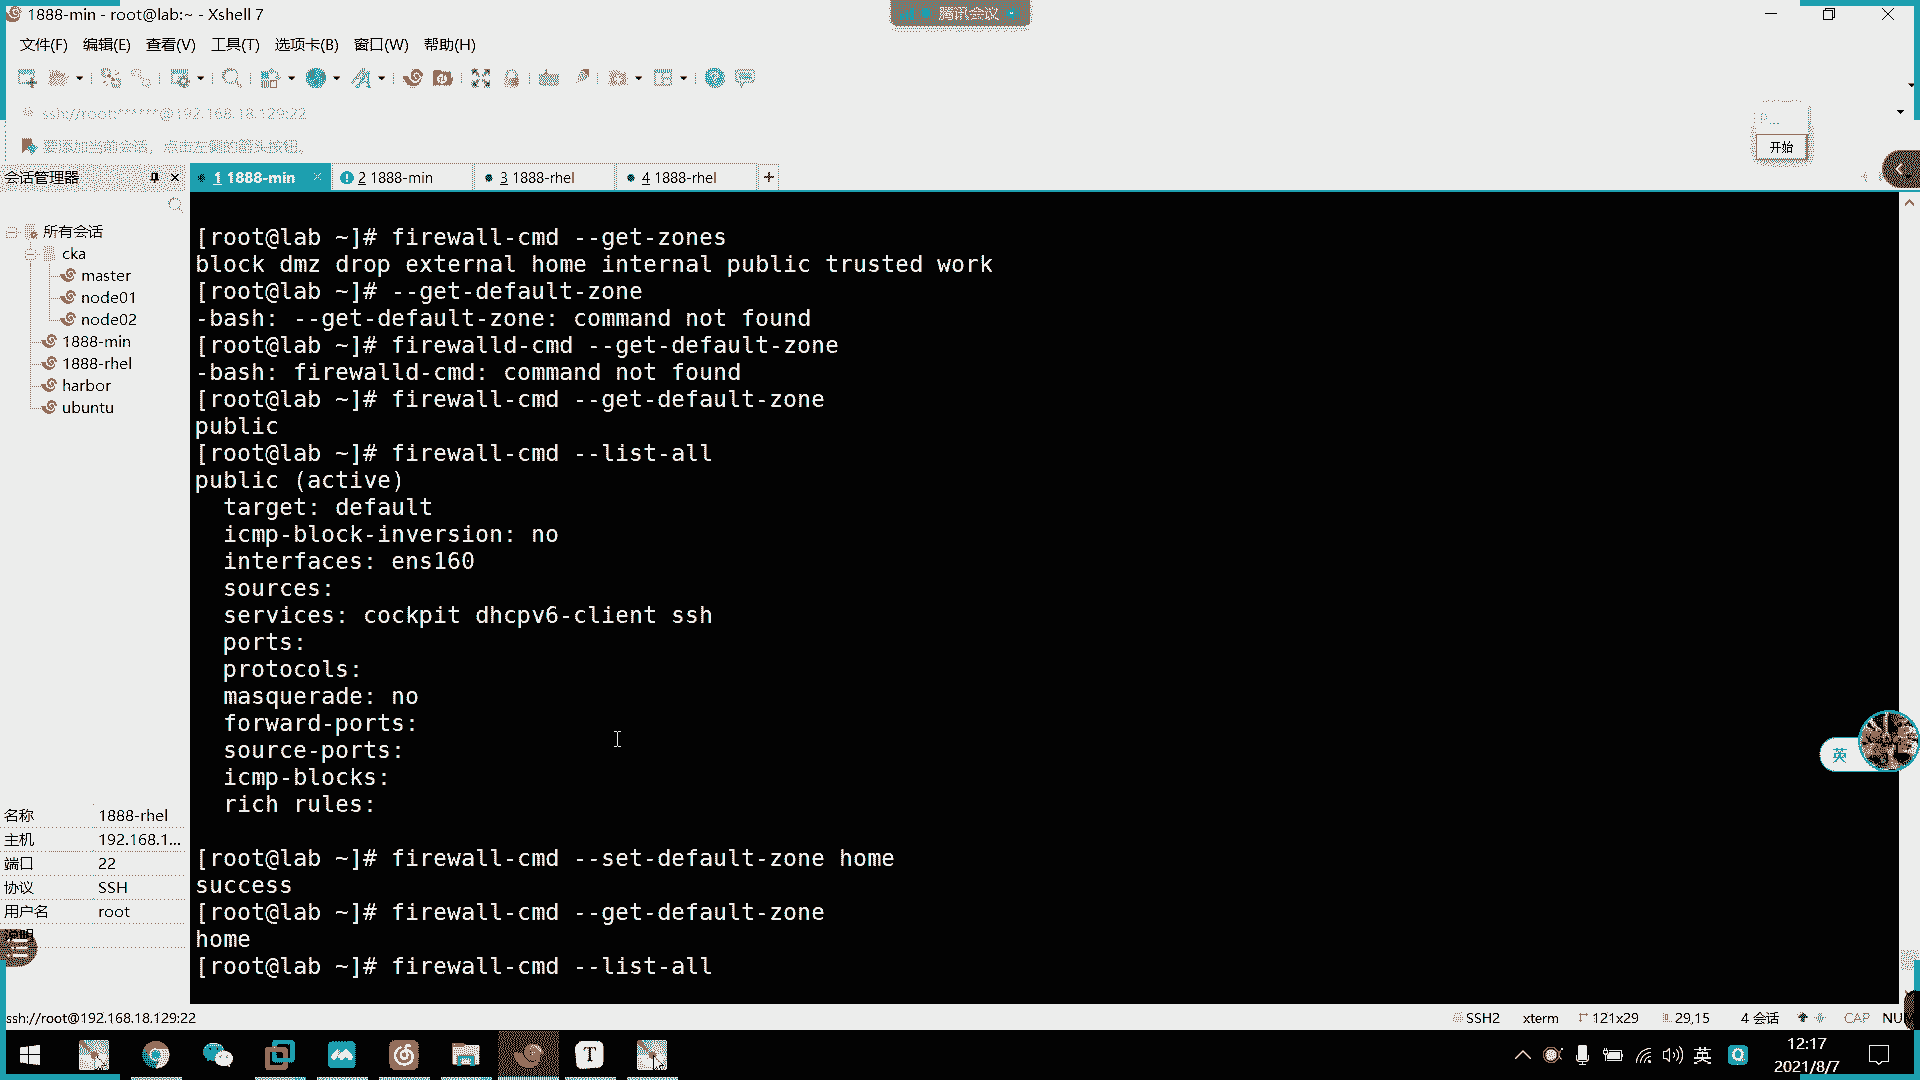 1888-min - root@lab:~ - Xshell 7
腾讯会议
文件(F) 编辑(E) 查看(V) 工具(T) 选项卡(B) 窗口(W) 帮助(H)
ssh://root:******@192.168.18.129:22
要添加当前会话，点击左侧的箭头按钮。
开始
会话管理器
1 1888-min
2 1888-min
3 1888-rhel
4 1888-rhel
所有会话
cka
master
node01
node02
1888-min
1888-rhel
harbor
ubuntu
[root@lab ~]# firewall-cmd --get-zones
block dmz drop external home internal public trusted work
[root@lab ~]# --get-default-zone
-bash: --get-default-zone: command not found
[root@lab ~]# firewalld-cmd --get-default-zone
-bash: firewalld-cmd: command not found
[root@lab ~]# firewall-cmd --get-default-zone
public
[root@lab ~]# firewall-cmd --list-all
public (active)
  target: default
  icmp-block-inversion: no
  interfaces: ens160
  sources:
  services: cockpit dhcpv6-client ssh
  ports:
  protocols:
  masquerade: no
  forward-ports:
  source-ports:
  icmp-blocks:
  rich rules:
[root@lab ~]# firewall-cmd --set-default-zone home
success
[root@lab ~]# firewall-cmd --get-default-zone
home
[root@lab ~]# firewall-cmd --list-all
名称 1888-rhel
主机 192.168.1...
端口 22
协议 SSH
用户名 root
说明
英
ssh://root@192.168.18.129:22
SSH2 xterm 121x29 29,15 4 会话 CAP NUM
英
12:17
2021/8/7